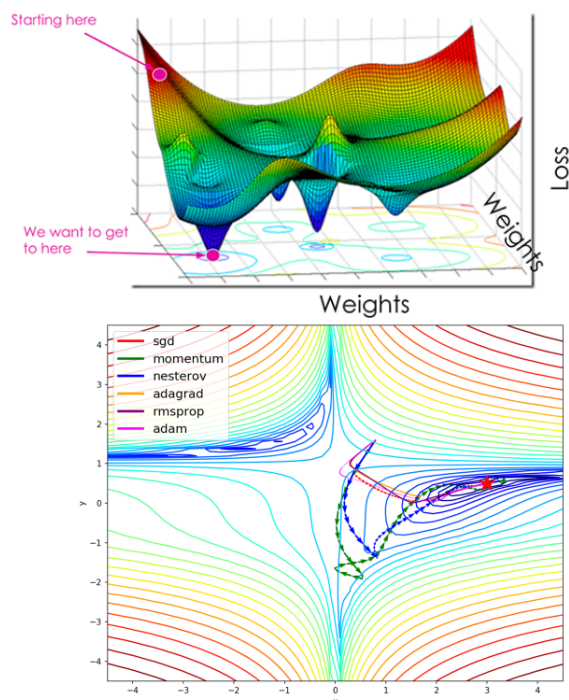 Starting here
Loss
We want to get
to here
Weights
Weights
4
3
2
1
0
−1
−2
−3
−4
y
sgd
momentum
nesterov
adagrad
rmsprop
adam
−4 −3 −2 −1 0 1 2 3 4